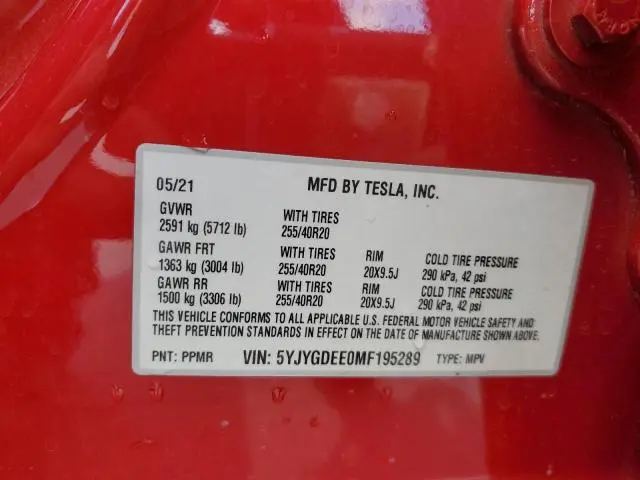 05/21 MFD BY TESLA, INC.
GVWR WITH TIRES
2591 kg (5712 lb) 255/40R20
GAWR FRT WITH TIRES RIM COLD TIRE PRESSURE
1363 kg (3004 lb) 255/40R20 20X9.5J 290 kPa, 42 psi
GAWR RR WITH TIRES RIM COLD TIRE PRESSURE
1500 kg (3306 lb) 255/40R20 20X9.5J 290 kPa, 42 psi
THIS VEHICLE CONFORMS TO ALL APPLICABLE U.S. FEDERAL MOTOR VEHICLE SAFETY AND
THEFT PREVENTION STANDARDS IN EFFECT ON THE DATE OF MANUFACTURE SHOWN ABOVE.
PNT: PPMR VIN: 5YJYGDEE0MF195289 TYPE: MPV